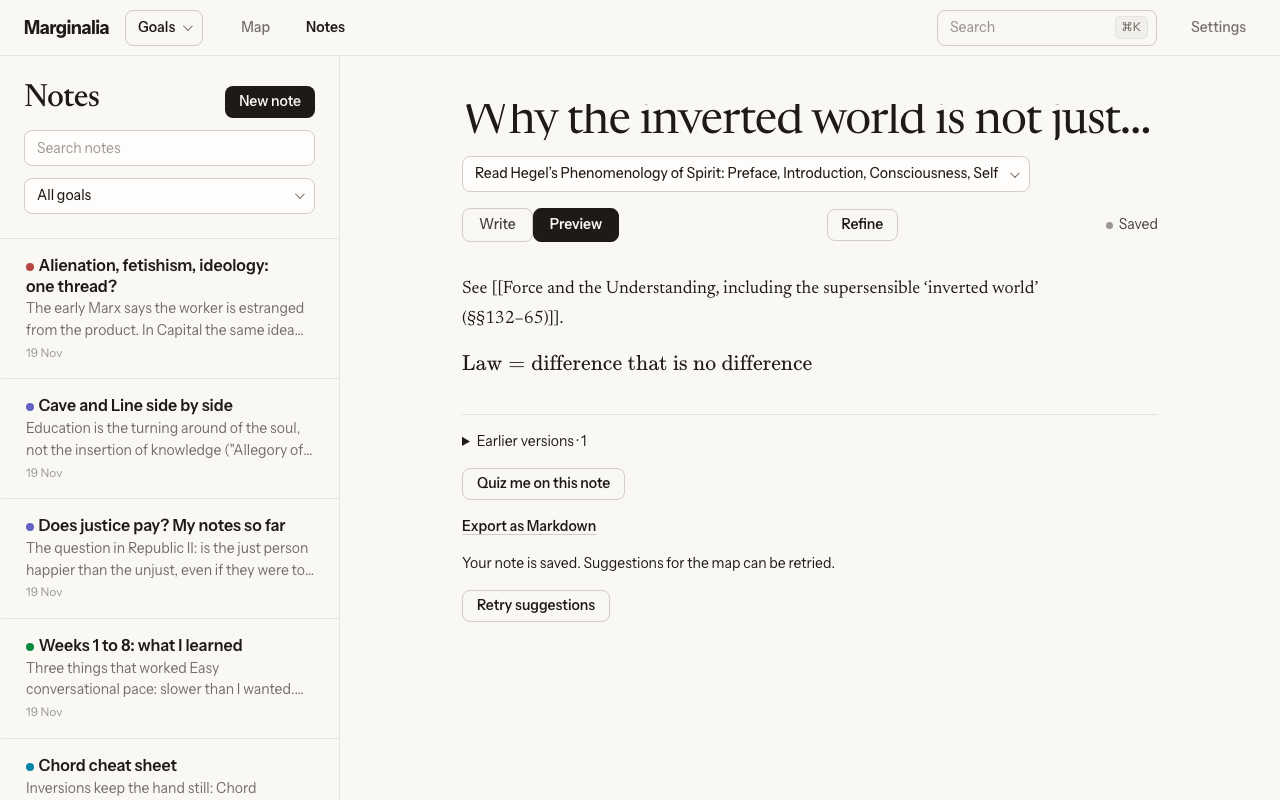 Marginalia
Goals
Map
Notes
Search
⌘K
Settings
Notes
New note
Search notes
All goals
Alienation, fetishism, ideology:
one thread?
The early Marx says the worker is estranged
from the product. In Capital the same idea…
19 Nov
Cave and Line side by side
Education is the turning around of the soul,
not the insertion of knowledge ("Allegory of…
19 Nov
Does justice pay? My notes so far
The question in Republic II: is the just person
happier than the unjust, even if they were to…
19 Nov
Weeks 1 to 8: what I learned
Three things that worked Easy
conversational pace: slower than I wanted.…
19 Nov
Chord cheat sheet
Inversions keep the hand still: Chord
Why the inverted world is not just…
Read Hegel’s Phenomenology of Spirit: Preface, Introduction, Consciousness, Self
Write
Preview
Refine
Saved
See [[Force and the Understanding, including the supersensible ‘inverted world’
(§§132–65)]].
Law = difference that is no difference
Earlier versions · 1
Quiz me on this note
Export as Markdown
Your note is saved. Suggestions for the map can be retried.
Retry suggestions